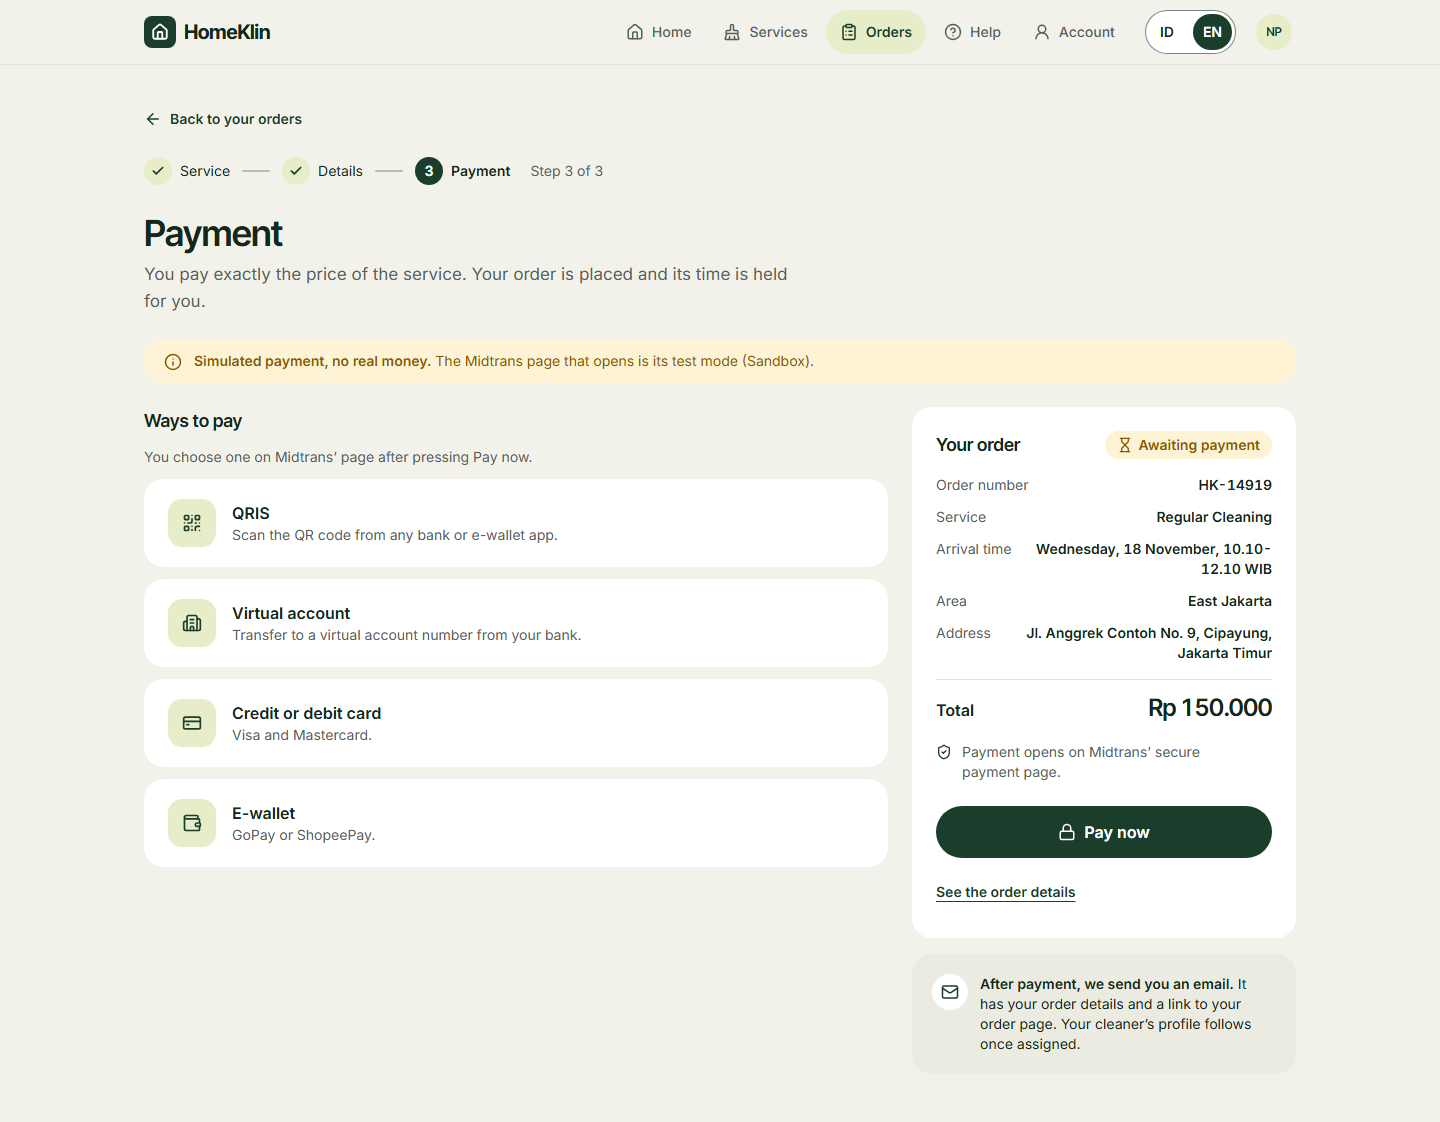 HomeKlin
Home
Services
Orders
Help
Account
ID
EN
NP
Back to your orders
Service
Details
3
Payment
Step 3 of 3
Payment
You pay exactly the price of the service. Your order is placed and its time is held
for you.
Simulated payment, no real money. The Midtrans page that opens is its test mode (Sandbox).
Ways to pay
You choose one on Midtrans’ page after pressing Pay now.
QRIS
Scan the QR code from any bank or e-wallet app.
Virtual account
Transfer to a virtual account number from your bank.
Credit or debit card
Visa and Mastercard.
E-wallet
GoPay or ShopeePay.
Your order
Awaiting payment
Order number HK-14919
Service Regular Cleaning
Arrival time Wednesday, 18 November, 10.10-
12.10 WIB
Area East Jakarta
Address Jl. Anggrek Contoh No. 9, Cipayung,
Jakarta Timur
Total Rp 150.000
Payment opens on Midtrans’ secure
payment page.
Pay now
See the order details
After payment, we send you an email. It
has your order details and a link to your
order page. Your cleaner’s profile follows
once assigned.